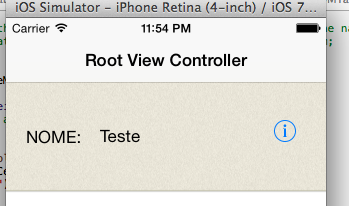 iOS Simulator - iPhone Retina (4-inch) / iOS 7...
Carrier 11:54 PM
Root View Controller
NOME: Teste